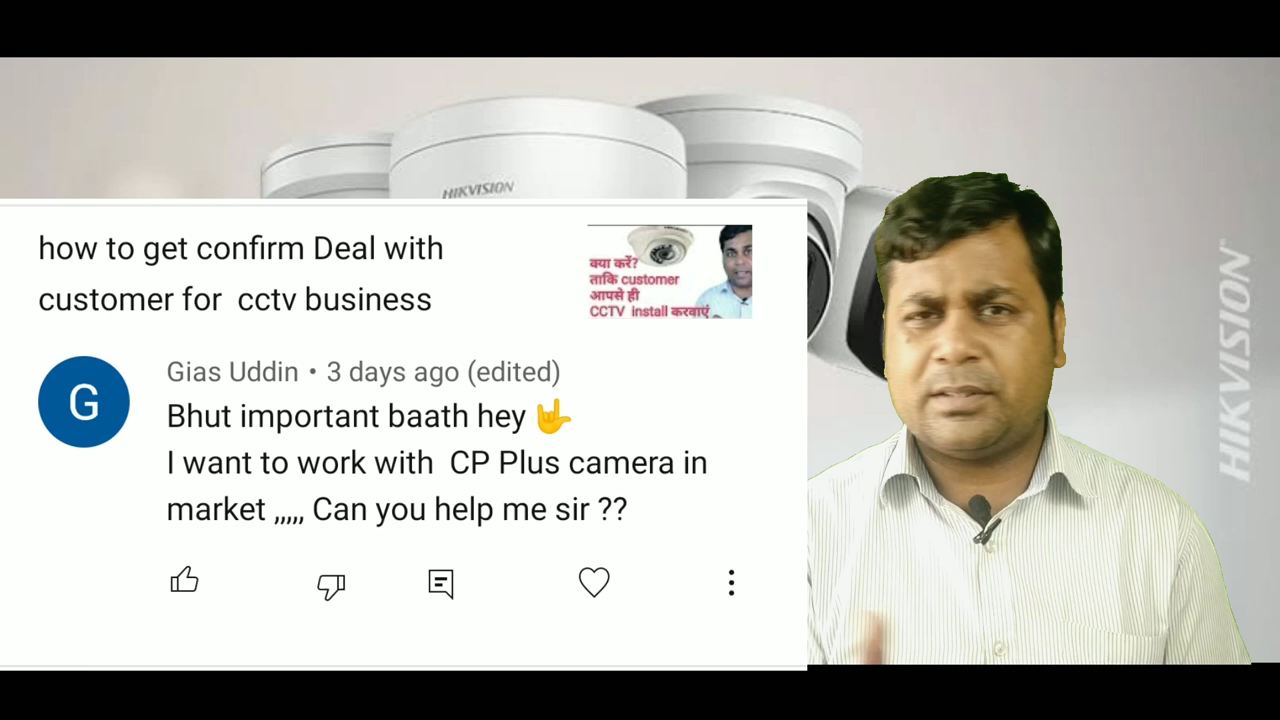 HIKVISION
how to get confirm Deal with
customer for cctv business
क्या करें?
ताकि customer
आपसे ही
CCTV install करवाएं
G
Gias Uddin • 3 days ago (edited)
Bhut important baath hey 🤟
I want to work with CP Plus camera in
market ,,,,, Can you help me sir ??
HIKVISION